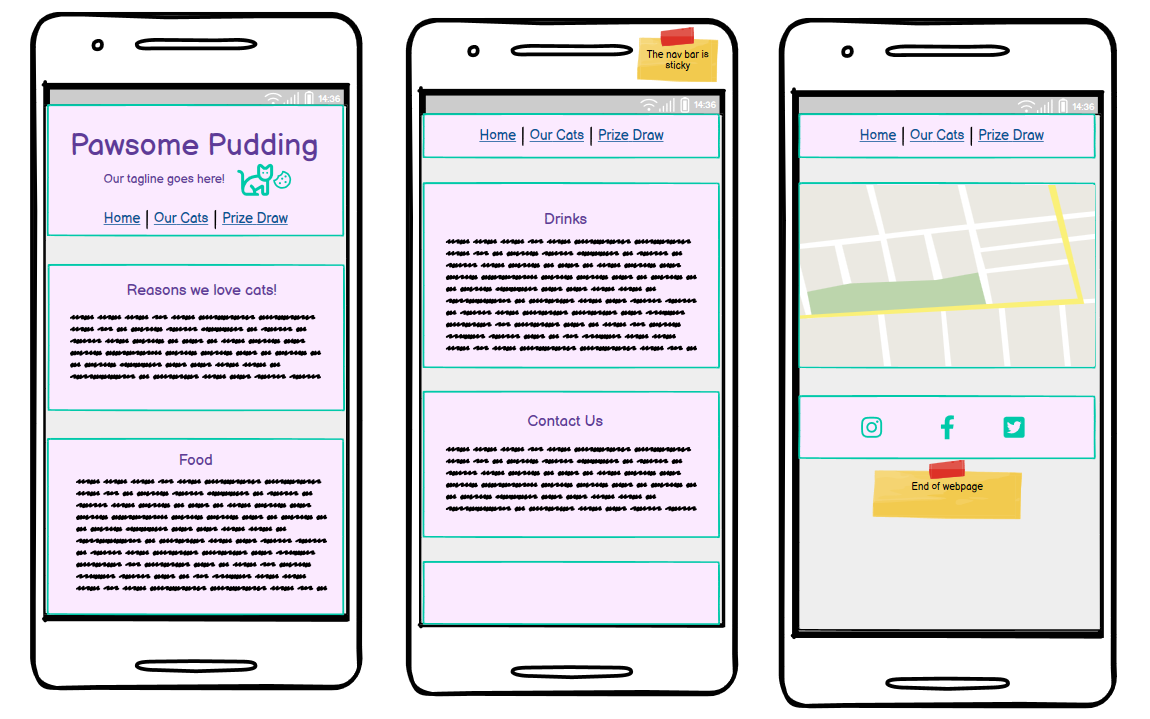 14:36
Pawsome Pudding
Our tagline goes here!
Home | Our Cats | Prize Draw
Reasons we love cats!
Food
The nav bar is
sticky
14:36
Home | Our Cats | Prize Draw
Drinks
Contact Us
14:36
Home | Our Cats | Prize Draw
End of webpage